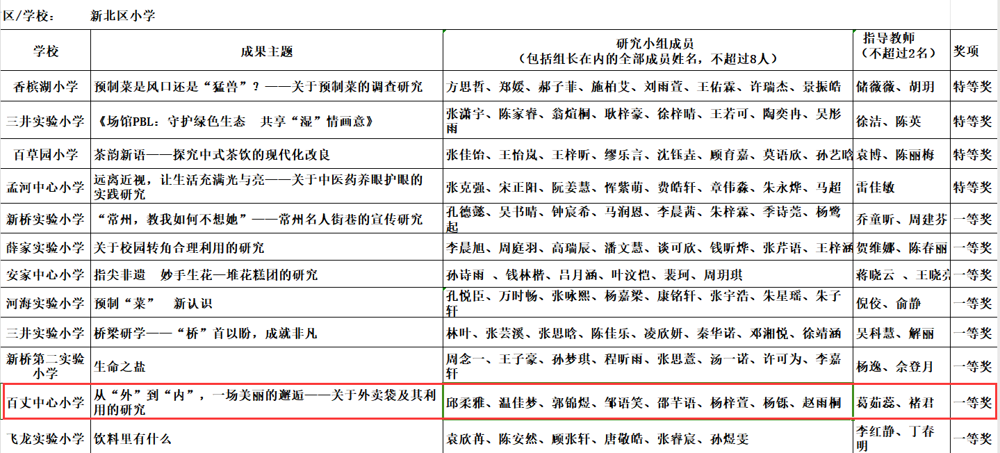 区/学校： 新北区小学
学校 成果主题 研究小组成员
（包括组长在内的全部成员姓名，不超过8人） 指导教师
（不超过2名） 奖项
香槟湖小学 预制菜是风口还是“猛兽”？——关于预制菜的调查研究 方思哲、郑媛、郝子菲、施柏艾、刘雨萱、王佑霖、许瑞杰、景振皓 储薇薇、胡玥 特等奖
三井实验小学 《场馆PBL：守护绿色生态 共享“湿”情画意》 张潇宇、陈家睿、翁煊桐、耿梓豪、徐梓晴、王若可、陶奕冉、吴彤
雨 徐洁、陈英 特等奖
百草园小学 茶韵新语——探究中式茶饮的现代化改良 张佳怡、王怡岚、王梓昕、缪乐言、沈钰垚、顾育嘉、莫语欣、孙艺晗 袁博、陈丽梅 特等奖
孟河中心小学 远离近视，让生活充满光与亮——关于中医药养眼护眼的
实践研究 张克强、宋正阳、阮姜慧、恽紫萌、费皓轩、章伟淼、朱永烨、马超 雷佳敏 特等奖
新桥实验小学 “常州，教我如何不想她”——常州名人街巷的宣传研究 孔德懿、吴书晴、钟宸希、马润恩、李晨茜、朱梓霖、季诗莞、杨鹭
起 乔童昕、周建芬 一等奖
薛家实验小学 关于校园转角合理利用的研究 李晨旭、周庭羽、高瑞辰、潘文慧、谈可欣、钱昕烨、张芹语、王梓涵 贺维娜、陈春丽 一等奖
安家中心小学 指尖非遗 妙手生花—堆花糕团的研究 孙诗雨 、钱林楷、吕月涵、叶汶恺、裴珂、周玥琪 蒋晓云 、王晓亮 一等奖
河海实验小学 预制“菜” 新认识 孔悦臣、万时畅、张咏熙、杨嘉梁、康铭轩、张宇浩、朱星瑶、朱子
轩 倪佼、俞静 一等奖
三井实验小学 桥梁研学——“桥”首以盼，成就非凡 林叶、张芸溪、张思晗、陈佳乐、凌欣妍、秦华诺、邓湘悦、徐靖涵 吴科慧、解丽 一等奖
新桥第二实验
小学 生命之盐 周念一、王子豪、孙梦琪、程昕雨、张思薏、汤一诺、许可为、李嘉
轩 杨逸、佘登月 一等奖
百丈中心小学 从“外”到“内”，一场美丽的邂逅——关于外卖袋及其利
用的研究 邱柔雅、温佳梦、郭锦煜、邹语笑、邵芊语、杨梓萱、杨铄、赵雨桐 葛茹蕊、褚君 一等奖
飞龙实验小学 饮料里有什么 袁欣苒、陈安然、顾张轩、唐敬皓、张睿宸、孙煜雯 李红静、丁春
明 一等奖